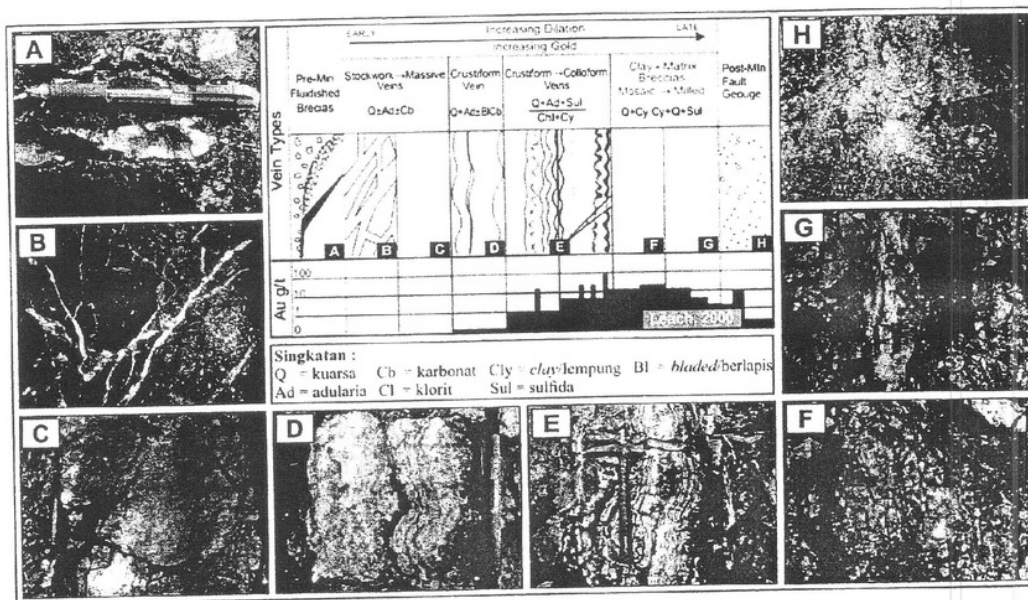 A
H
EARLY
Increasing Dilation
LATE
Increasing Gold
Pre-Min Fluidished Brecias
Stockwork → Massive Veins
Q±Ad±Cb
Crustiform Vein
Q+Ad±BlCb
Crustiform → Colloform Veins
Q+Ad+Sul
Chl+Cy
Clay + Matrix Breccias
Mosaic → Milled
Q+Cy Cy+Q+Sul
Post-Min Fault Geouge
Vein Types
A B C D E F G H
B
G
Au g/t
100
10
1
0
Leach, 2000
Singkatan :
Q = kuarsa Cb = karbonat Cly = clay/lempung Bl = bladed/berlapis
Ad = adularia Cl = klorit Sul = sulfida
C
D
E
F